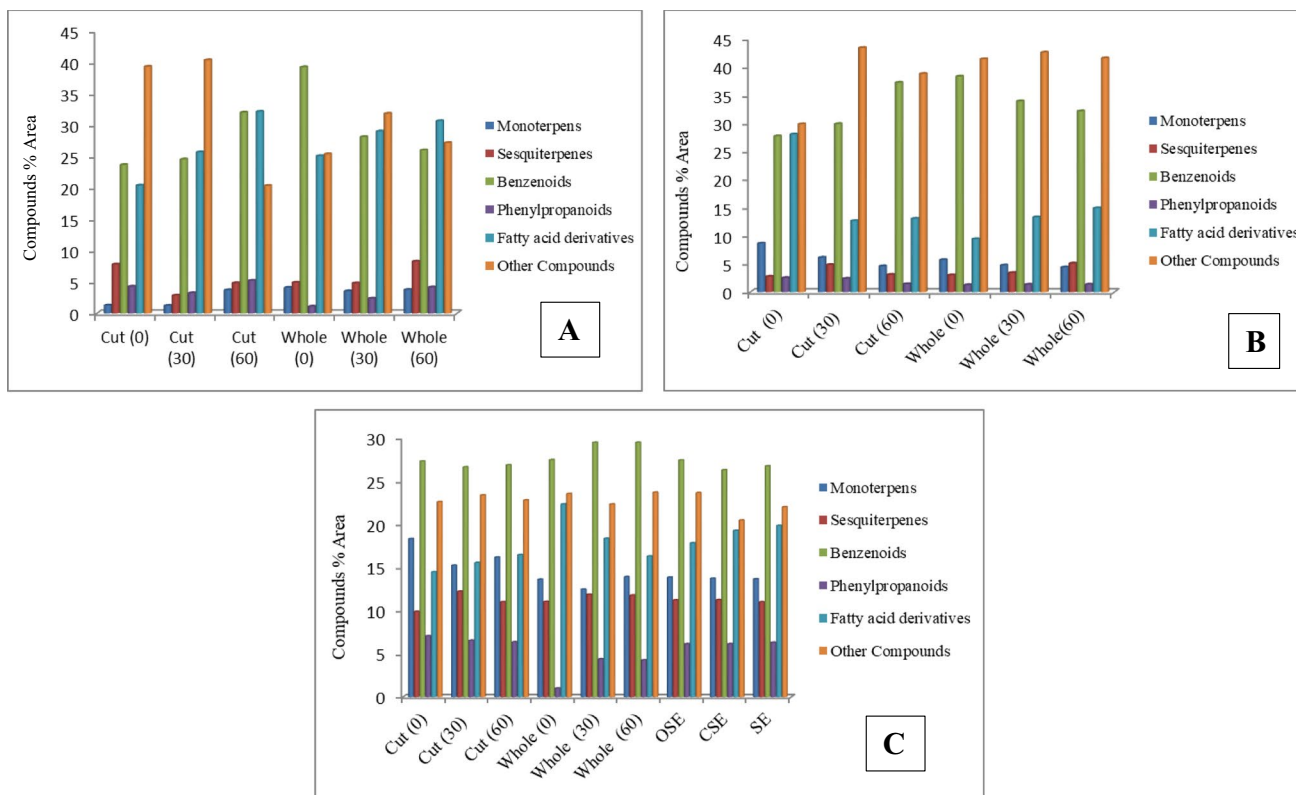 45
40
35
30
25
20
15
10
5
0
Compounds % Area
Cut (0)
Cut
(30)
Cut
(60)
Whole
(0)
Whole
(30)
Whole
(60)
Monoterpens
Sesquiterpenes
Benzenoids
Phenylpropanoids
Fatty acid derivatives
Other Compounds
A
45
40
35
30
25
20
15
10
5
0
Compounds % Area
Cut (0)
Cut (30)
Cut (60)
Whole (0)
Whole (30)
Whole(60)
Monoterpens
Sesquiterpenes
Benzenoids
Phenylpropanoids
Fatty acid derivatives
Other Compounds
B
30
25
20
15
10
5
0
Compounds % Area
Cut (0)
Cut (30)
Cut (60)
Whole (0)
Whole (30)
Whole (60)
OSE
CSE
SE
Monoterpens
Sesquiterpenes
Benzenoids
Phenylpropanoids
Fatty acid derivatives
Other Compounds
C